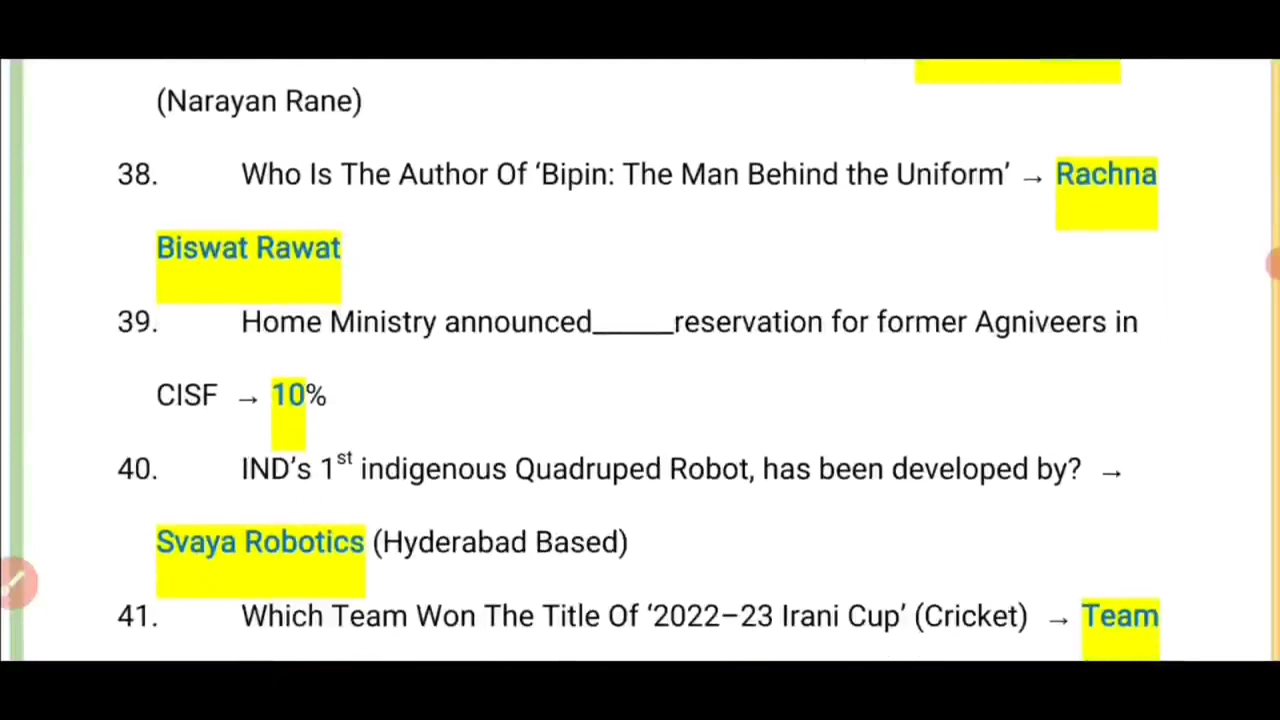 (Narayan Rane)
38. Who Is The Author Of ‘Bipin: The Man Behind the Uniform’ → Rachna
Biswat Rawat
39. Home Ministry announced______reservation for former Agniveers in
CISF → 10%
40. IND’s 1st indigenous Quadruped Robot, has been developed by? →
Svaya Robotics (Hyderabad Based)
41. Which Team Won The Title Of ‘2022–23 Irani Cup’ (Cricket) → Team